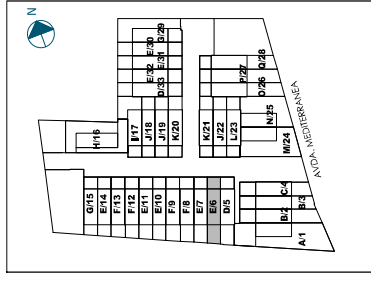 N
G/29
E/30
E/31
E/32
D/33
Q/28
P/27
O/26
H/16
I/17
J/18
J/19
K/20
K/21
J/22
L/23
N/25
M/24
AVDA. MEDITERRANEA
G/15
E/14
F/13
F/12
E/11
E/10
F/9
F/8
E/7
E/6
D/5
C/4
B/3
B/2
A/1